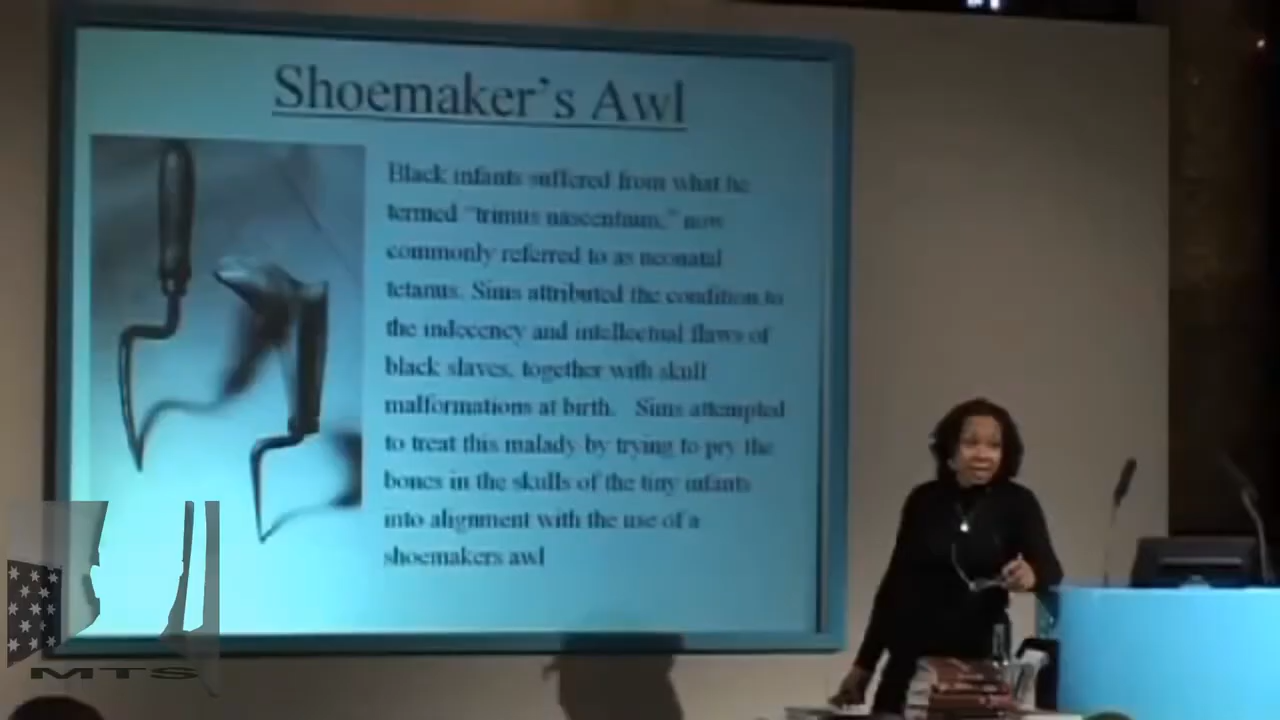 Shoemaker's Awl
Black infants suffered from what he
termed "trimus nascentium," now
commonly referred to as neonatal
tetanus. Sims attributed the condition to
the indecency and intellectual flaws of
black slaves, together with skull
malformations at birth. Sims attempted
to treat this malady by trying to pry the
bones in the skulls of the tiny infants
into alignment with the use of a
shoemakers awl
MTS